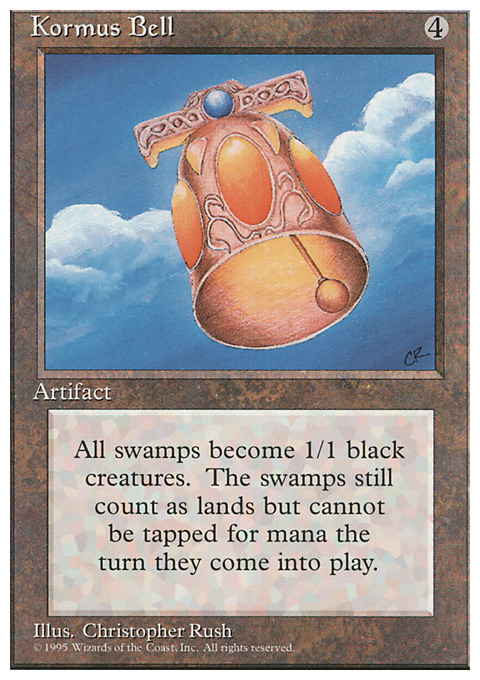 Kormus Bell 4
CR
Artifact
All swamps become 1/1 black
creatures. The swamps still
count as lands but cannot
be tapped for mana the
turn they come into play.
Illus. Christopher Rush
© 1995 Wizards of the Coast, Inc. All rights reserved.